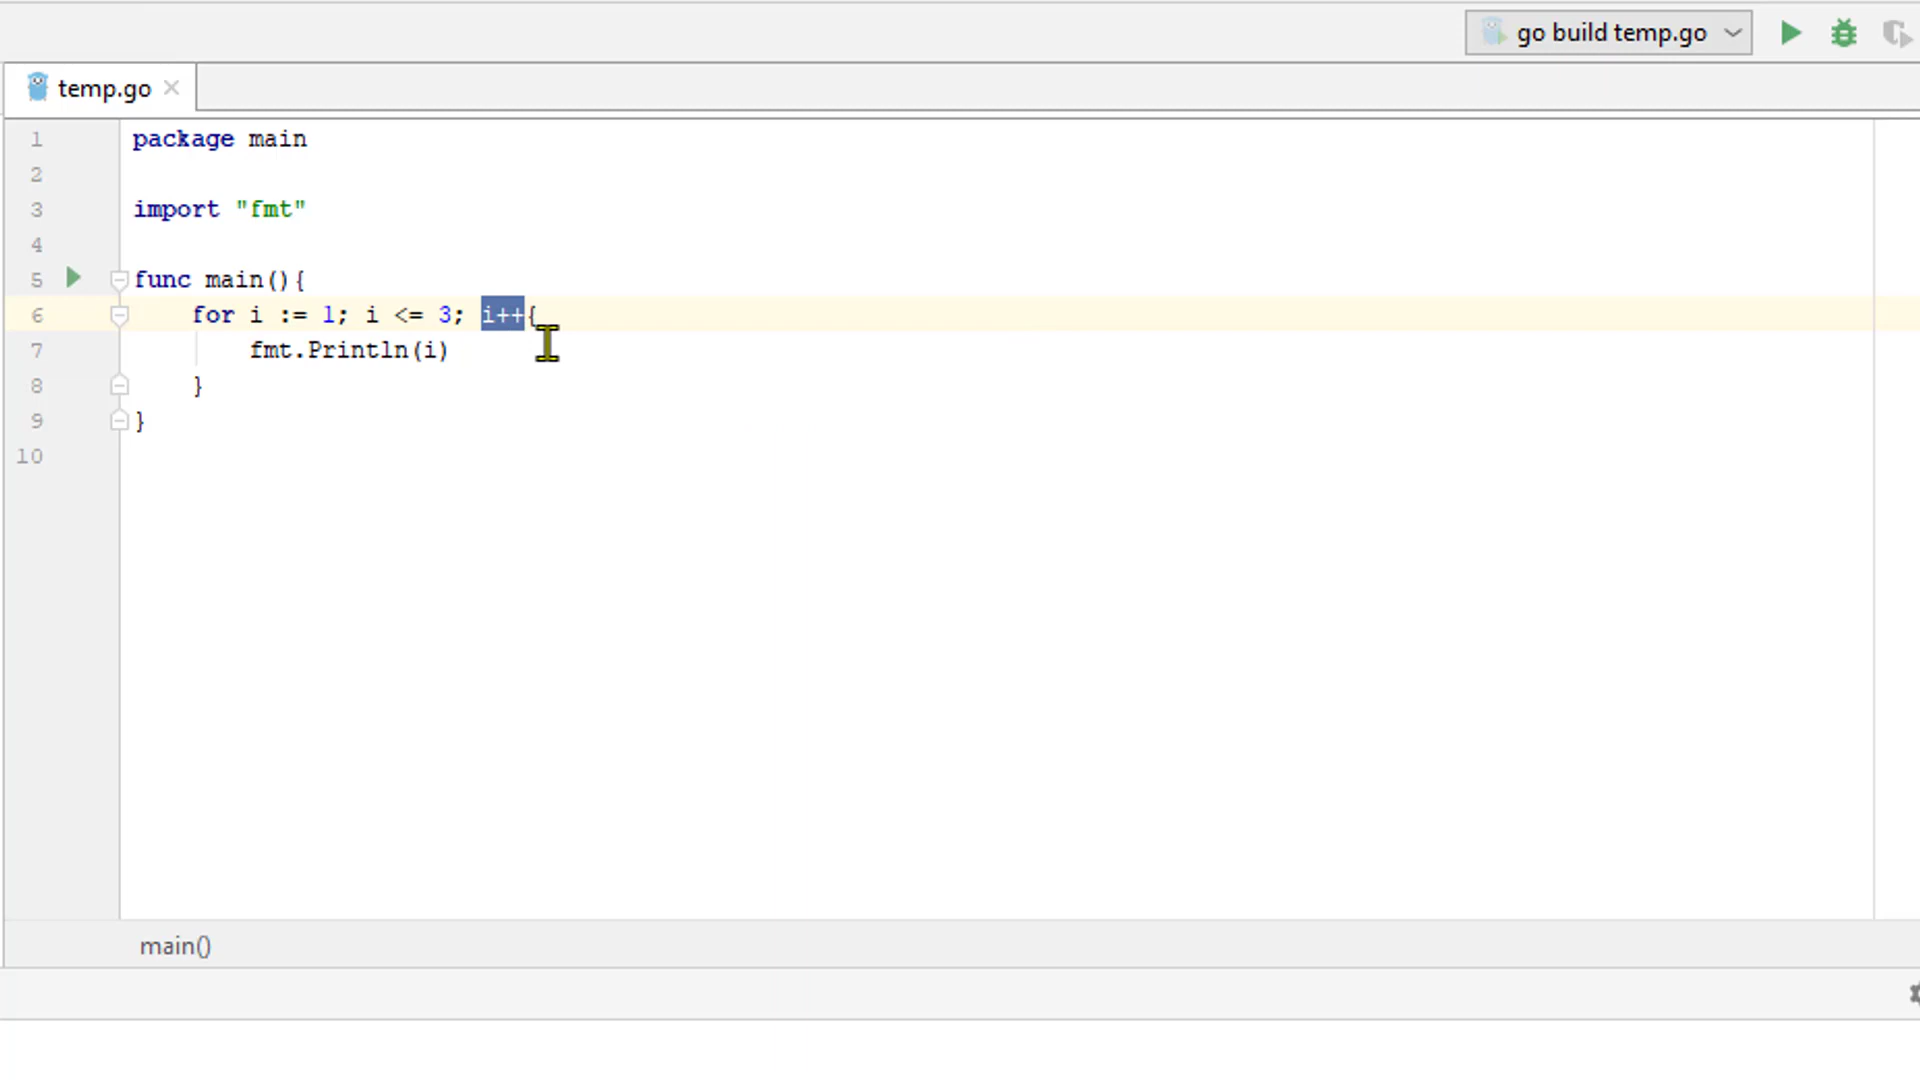 go build temp.go
temp.go
1 package main
2
3 import "fmt"
4
5 func main(){
6 for i := 1; i <= 3; i++{
7 fmt.Println(i)
8 }
9 }
10
main()